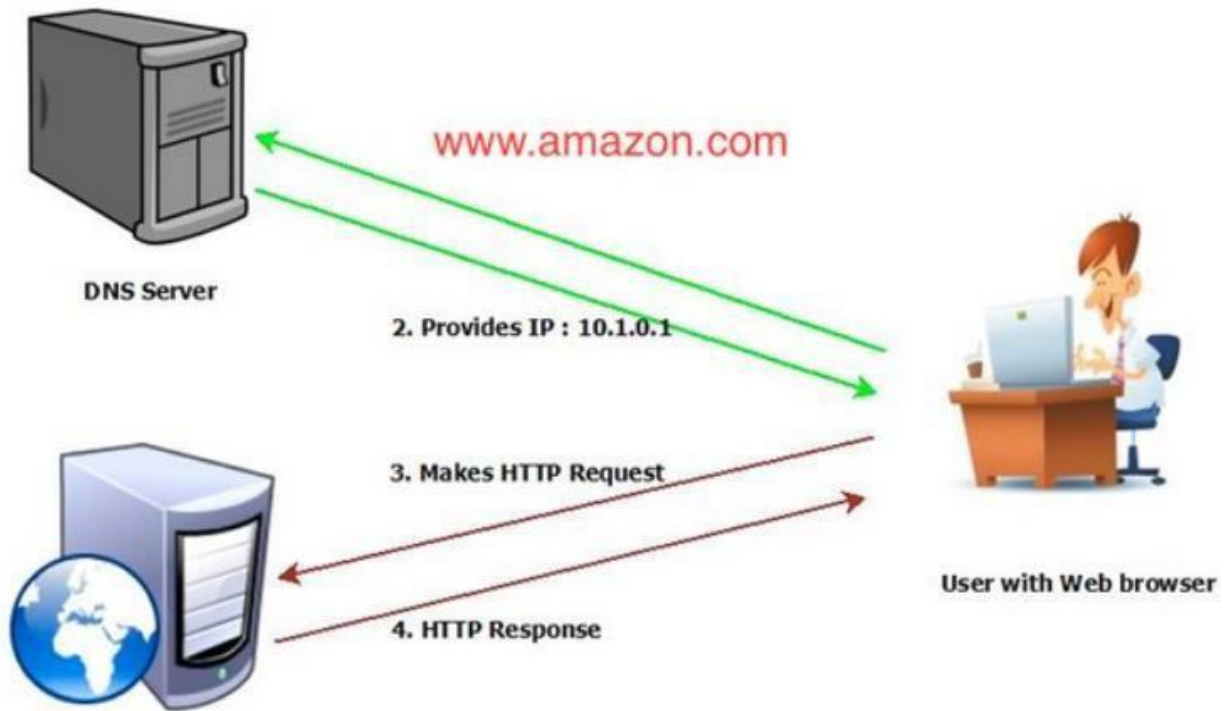 www.amazon.com
DNS Server
2. Provides IP : 10.1.0.1
3. Makes HTTP Request
User with Web browser
4. HTTP Response